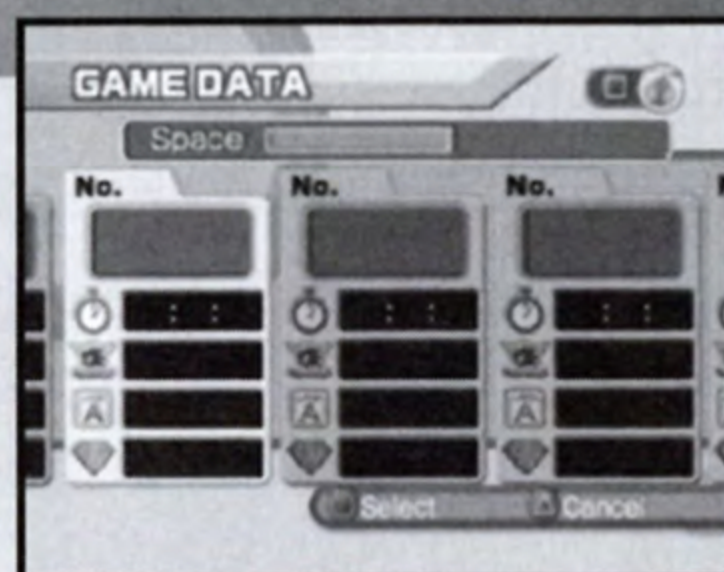 GAME DATA
Space
No. No. No.
: : : : : :
A A A
Select Cancel